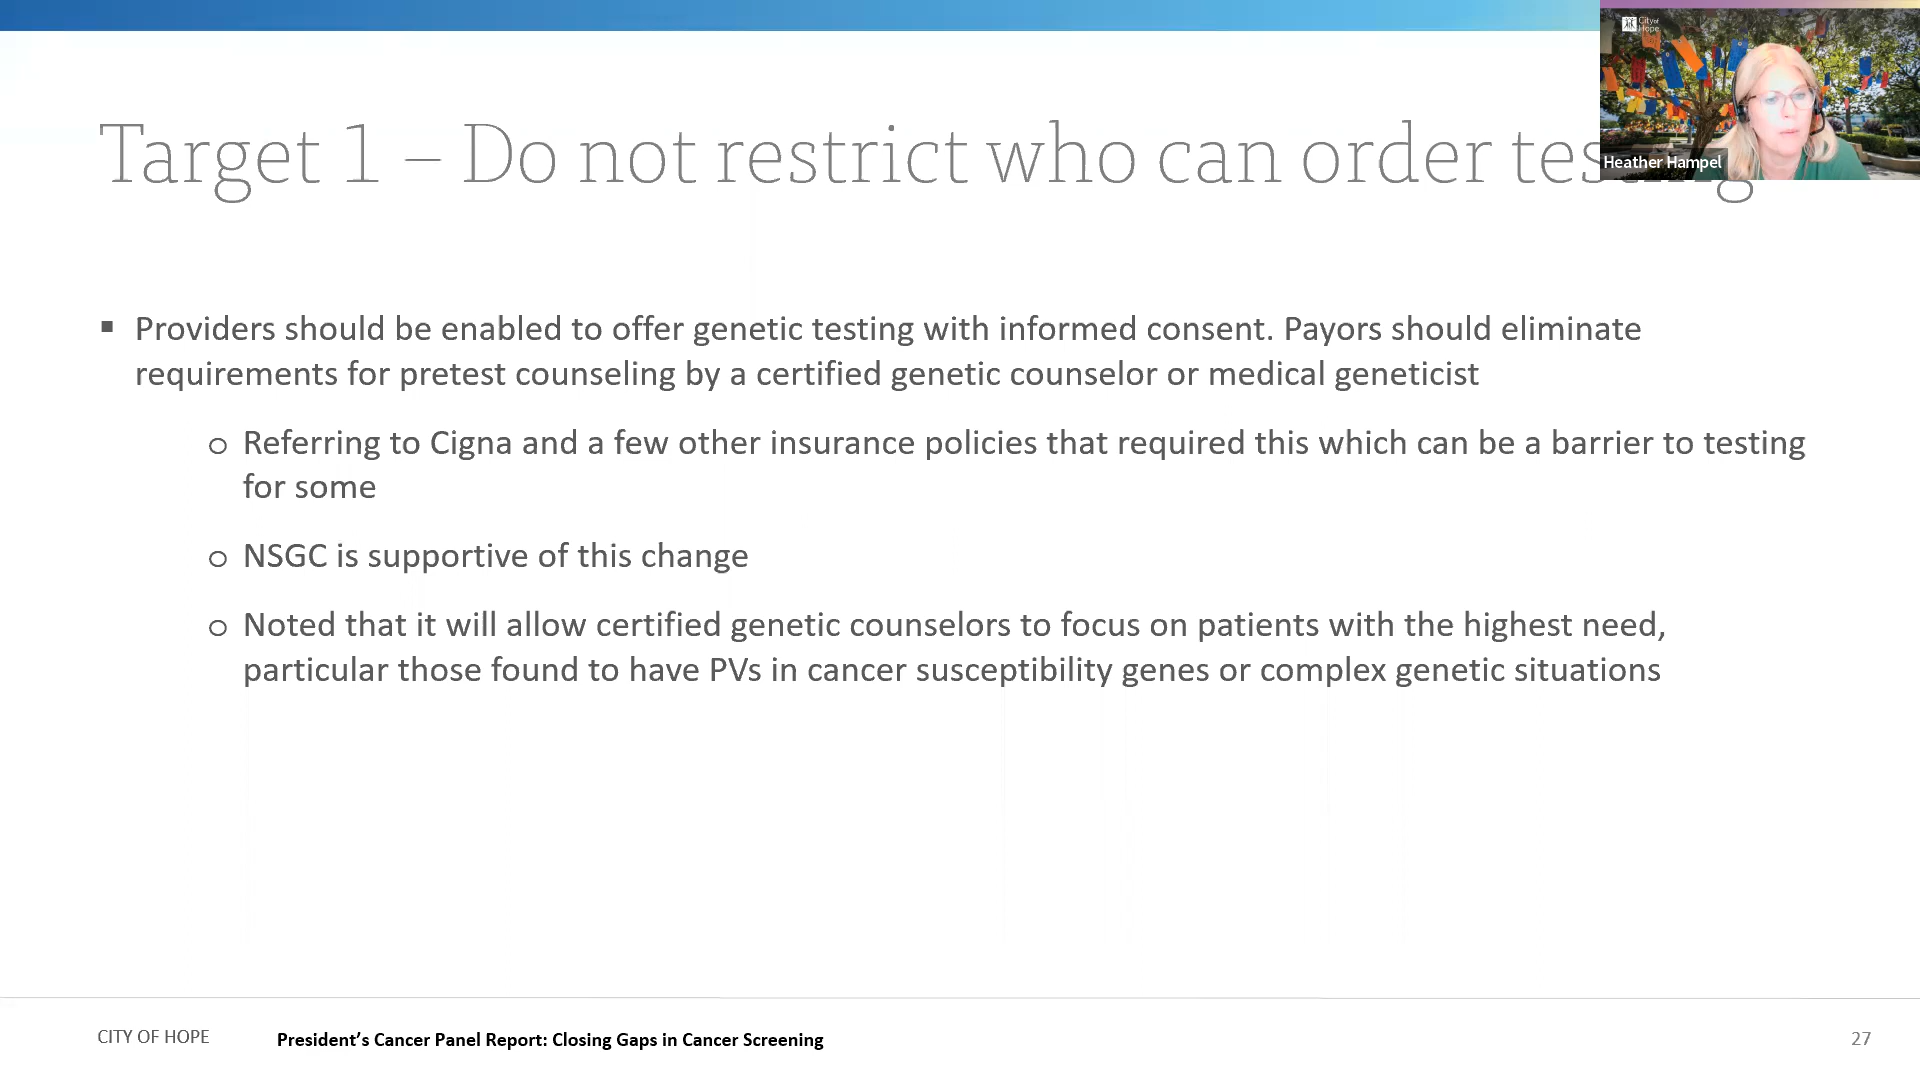 City of
Hope
Target 1 – Do not restrict who can order testing
Heather Hampel
▪ Providers should be enabled to offer genetic testing with informed consent. Payors should eliminate
requirements for pretest counseling by a certified genetic counselor or medical geneticist
o Referring to Cigna and a few other insurance policies that required this which can be a barrier to testing
for some
o NSGC is supportive of this change
o Noted that it will allow certified genetic counselors to focus on patients with the highest need,
particular those found to have PVs in cancer susceptibility genes or complex genetic situations
CITY OF HOPE
President’s Cancer Panel Report: Closing Gaps in Cancer Screening
27